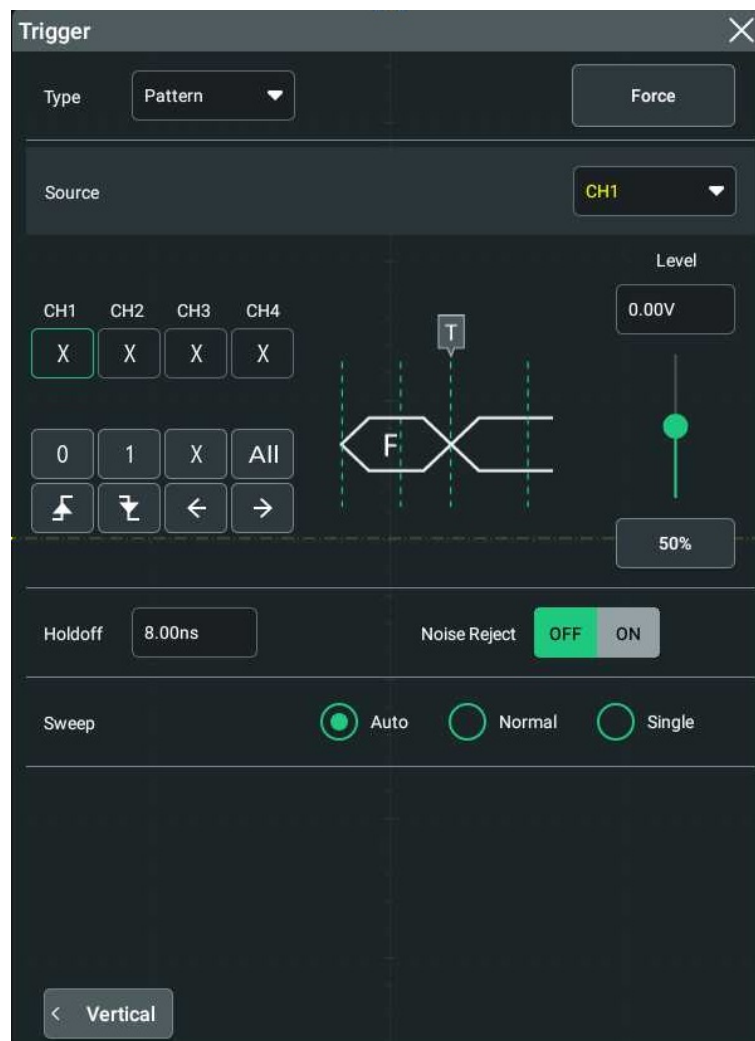 Trigger
Type Pattern Force
Source CH1
Level
CH1 CH2 CH3 CH4 0.00V
T
X X X X
F
0 1 X All
50%
Holdoff 8.00ns Noise Reject OFF ON
Sweep Auto Normal Single
< Vertical